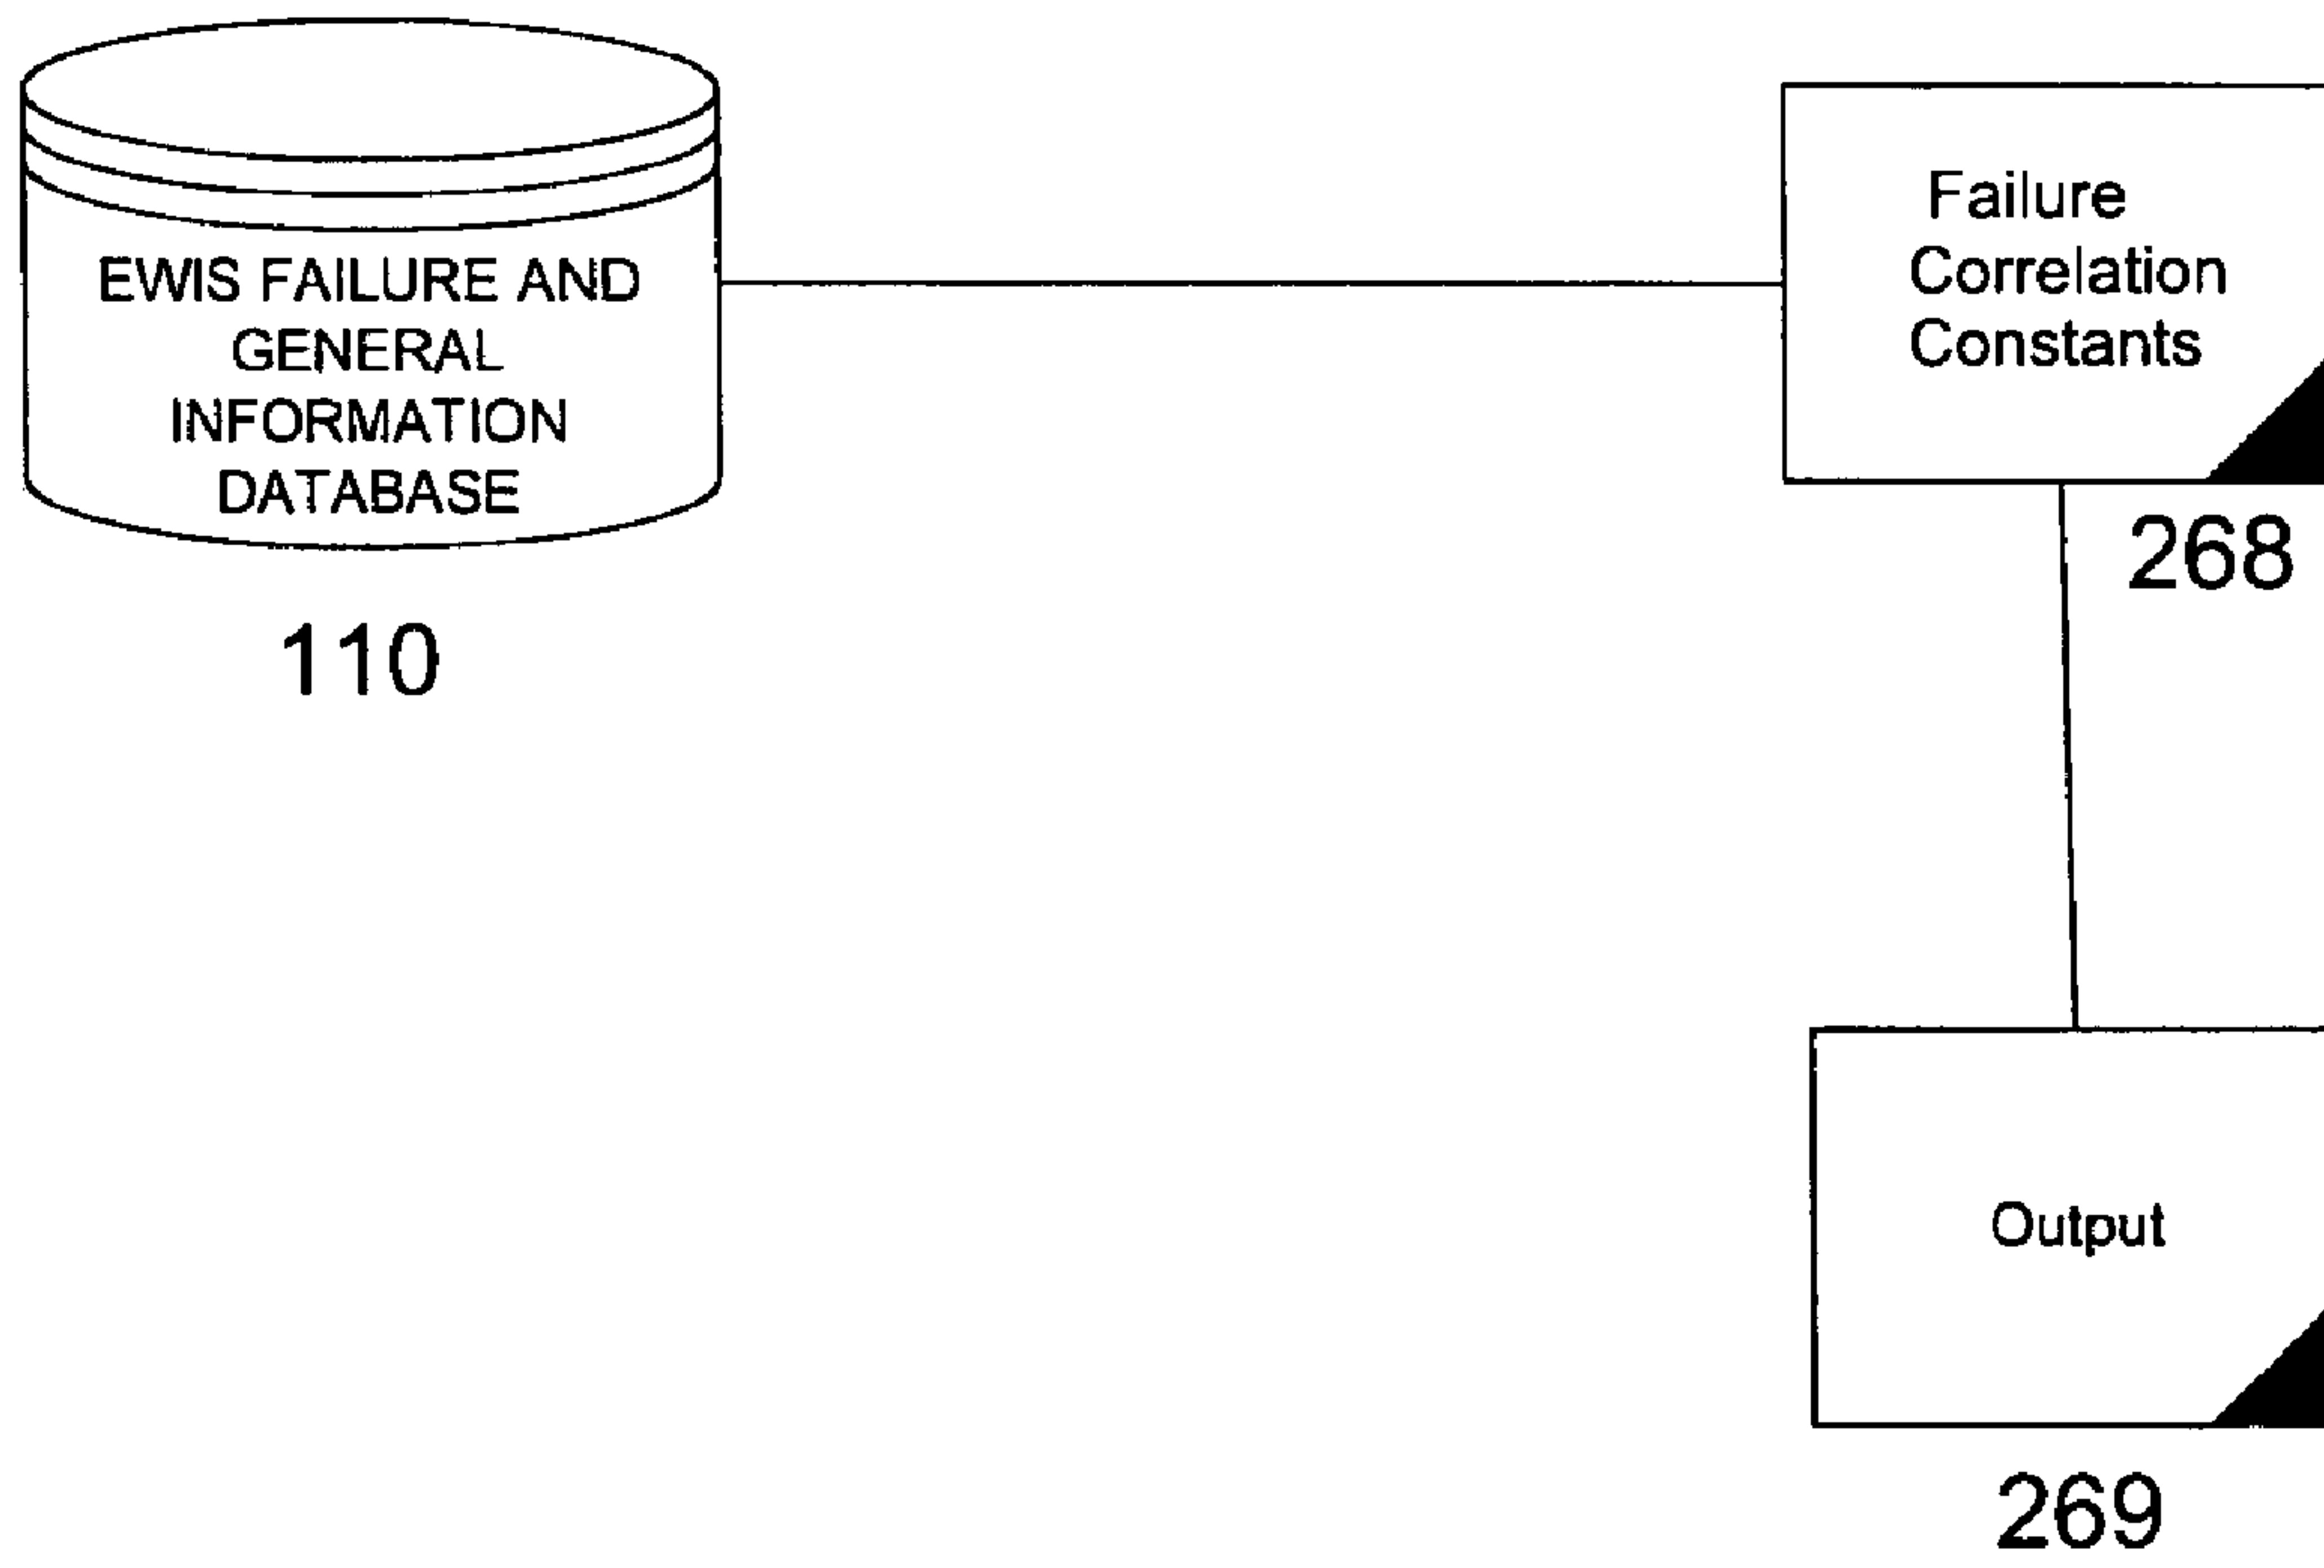 EWIS FAILURE AND
GENERAL
INFORMATION
DATABASE
110
Failure
Correlation
Constants
268
Output
269